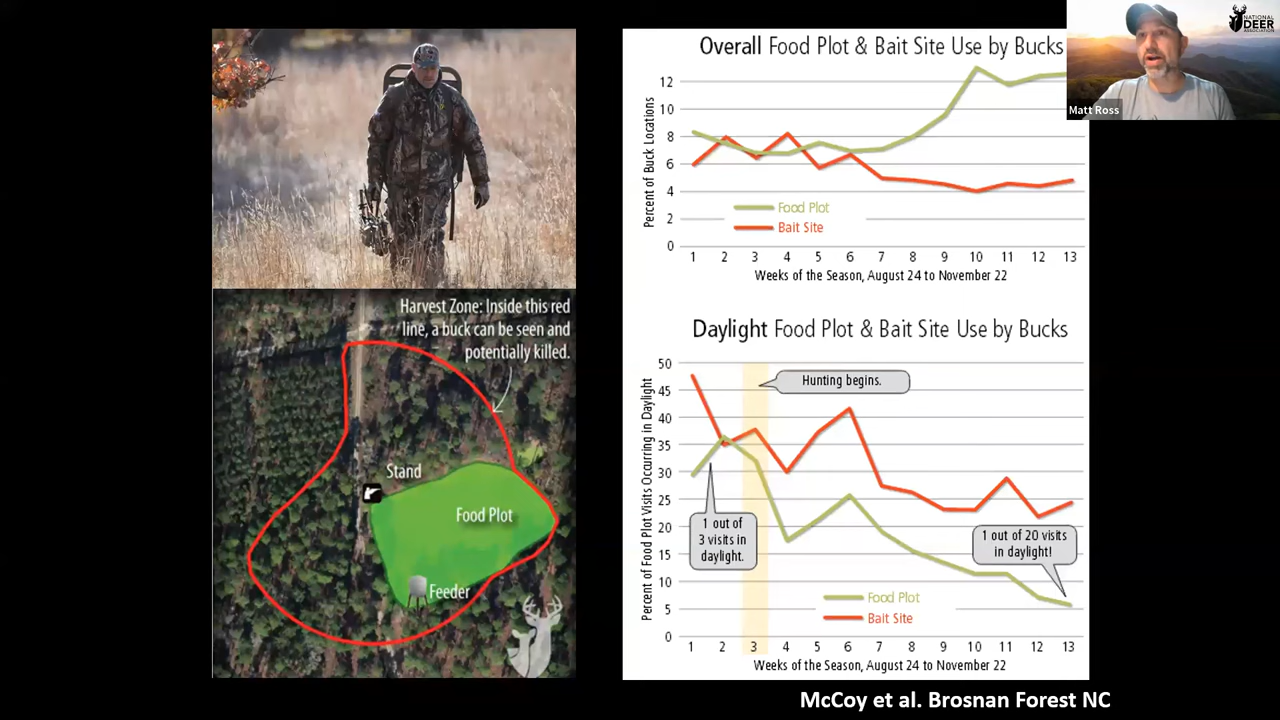 Harvest Zone: Inside this red
line, a buck can be seen and
potentially killed.
Stand
Food Plot
Feeder
Overall Food Plot & Bait Site Use by Bucks
Percent of Buck Locations
12
10
8
6
4
2
0
Food Plot
Bait Site
1 2 3 4 5 6 7 8 9 10 11 12 13
Weeks of the Season, August 24 to November 22
Daylight Food Plot & Bait Site Use by Bucks
Percent of Food Plot Visits Occurring in Daylight
50
45
40
35
30
25
20
15
10
5
0
Hunting begins.
1 out of
3 visits in
daylight.
1 out of 20 visits
in daylight!
Food Plot
Bait Site
1 2 3 4 5 6 7 8 9 10 11 12 13
Weeks of the Season, August 24 to November 22
McCoy et al. Brosnan Forest NC
Matt Ross
NATIONAL
DEER
ASSOCIATION